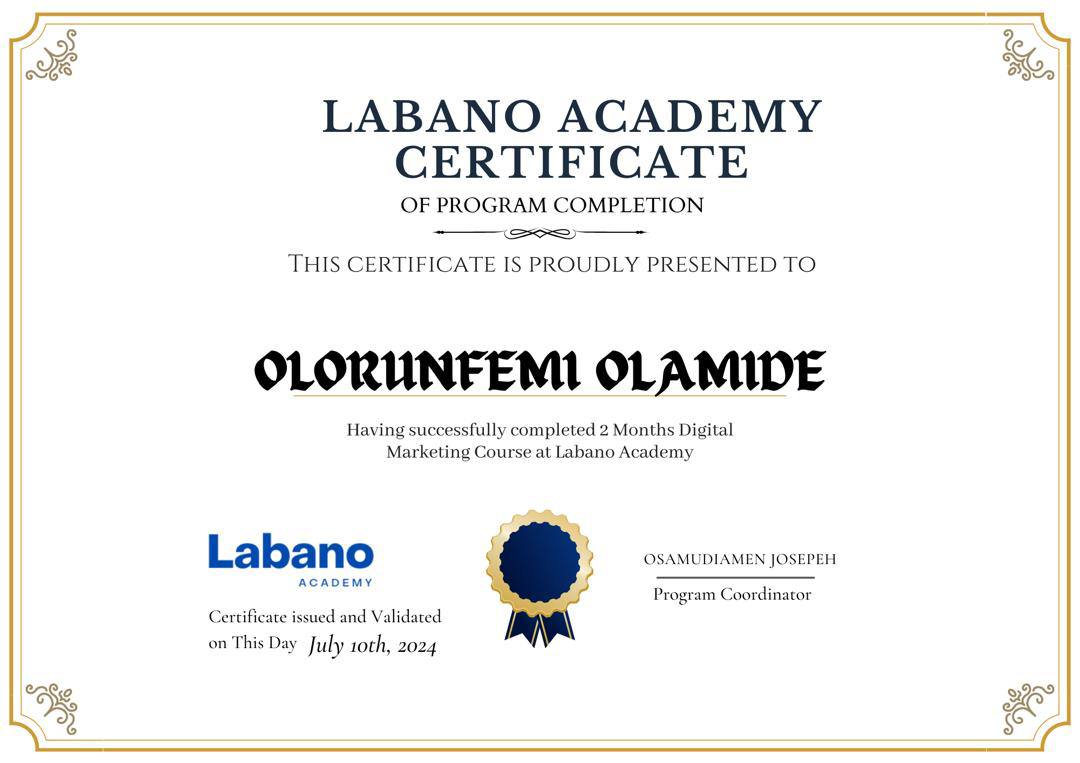 LABANO ACADEMY
CERTIFICATE
OF PROGRAM COMPLETION
THIS CERTIFICATE IS PROUDLY PRESENTED TO
OLORUNFEMI OLAMIDE
Having successfully completed 2 Months Digital
Marketing Course at Labano Academy
Labano
ACADEMY
Certificate issued and Validated
on This Day July 10th, 2024
OSAMUDIAMEN JOSEPEH
Program Coordinator